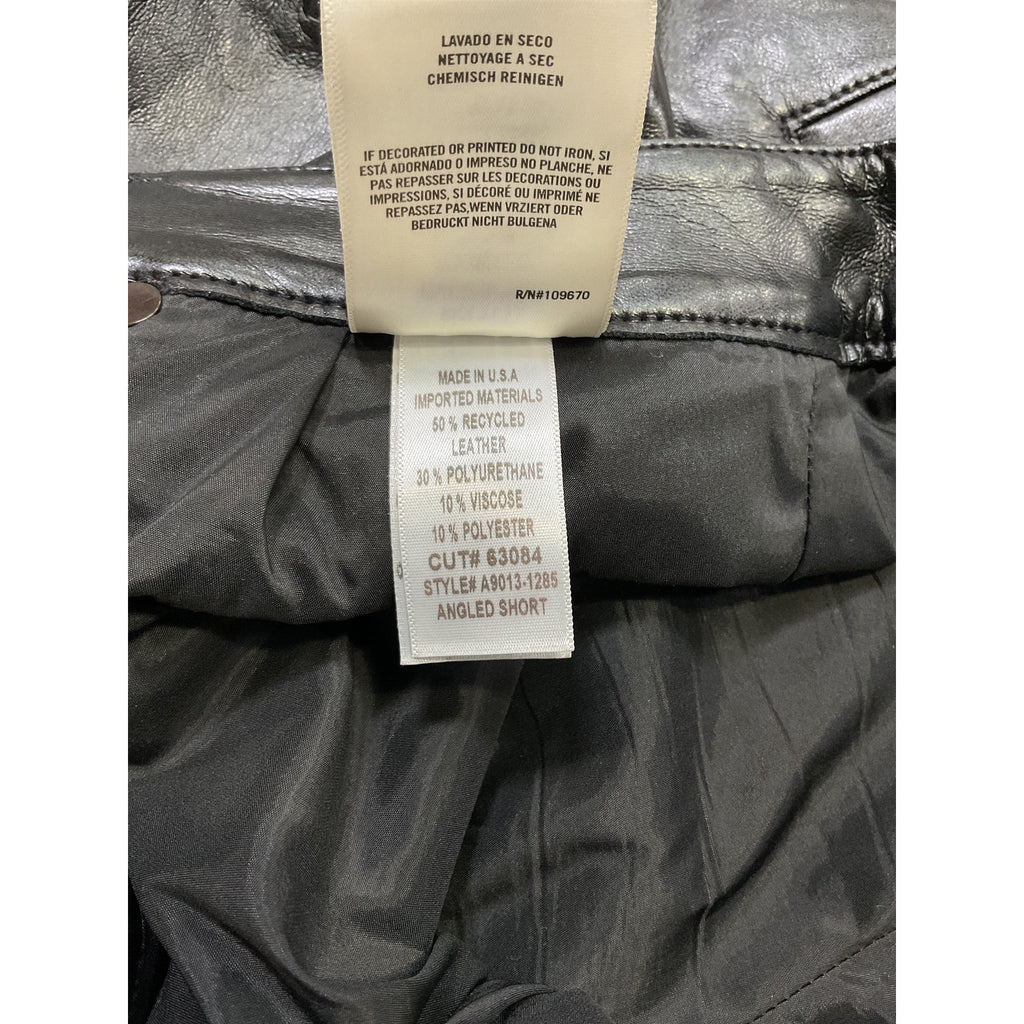 LAVADO EN SECO
NETTOYAGE A SEC
CHEMISCH REINIGEN
IF DECORATED OR PRINTED DO NOT IRON, SI
ESTÁ ADORNADO O IMPRESO NO PLANCHE, NE
PAS REPASSER SUR LES DECORATIONS OU
IMPRESSIONS, SI DÉCORÉ OU IMPRIMÉ NE
REPASSEZ PAS,WENN VRZIERT ODER
BEDRUCKT NICHT BULGENA
R/N#109670
MADE IN U.S.A
IMPORTED MATERIALS
50 % RECYCLED
LEATHER
30 % POLYURETHANE
10 % VISCOSE
10 % POLYESTER
CUT# 63084
STYLE# A9013-1285
ANGLED SHORT